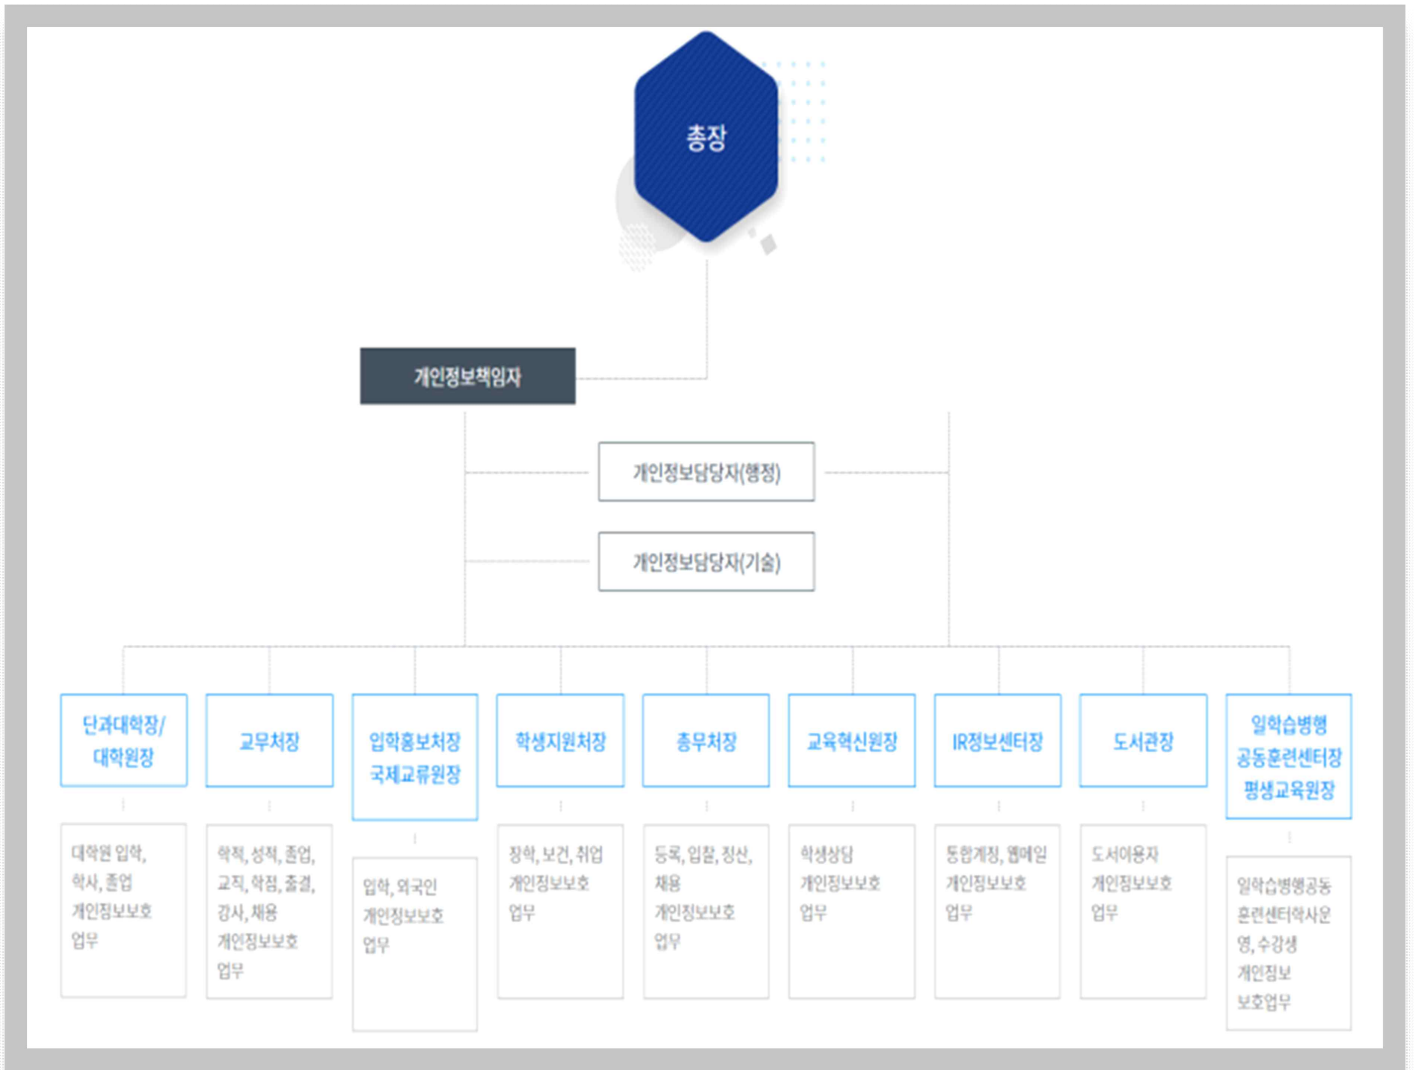 총장
개인정보책임자
개인정보담당자(행정)
개인정보담당자(기술)
단과대학장/
대학원장
교무처장
입학홍보처장
국제교류원장
학생지원처장
총무처장
교육혁신원장
IR정보센터장
도서관장
일학습병행
공동훈련센터장
평생교육원장
대학원 입학,
학사, 졸업
개인정보보호
업무
학적, 성적, 졸업,
교직, 학점, 출결,
강사, 채용
개인정보보호
업무
입학, 외국인
개인정보보호
업무
장학, 보건, 취업
개인정보보호
업무
등록, 입찰, 정산,
채용
개인정보보호
업무
학생상담
개인정보보호
업무
통합계정, 웹메일
개인정보보호
업무
도서이용자
개인정보보호
업무
일학습병행공동
훈련센터학사운
영, 수강생
개인정보
보호업무